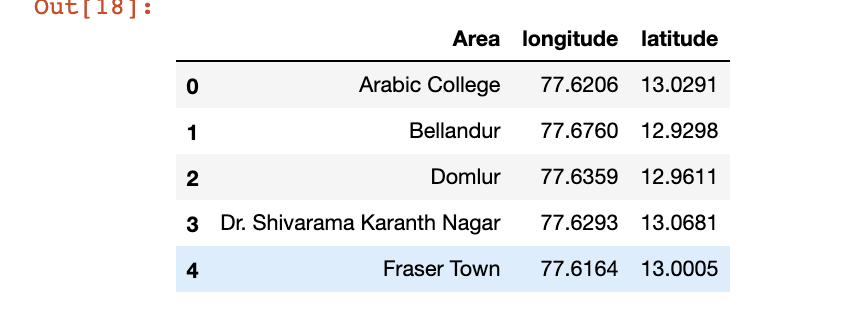 Out[18]:
Area longitude latitude
0 Arabic College 77.6206 13.0291
1 Bellandur 77.6760 12.9298
2 Domlur 77.6359 12.9611
3 Dr. Shivarama Karanth Nagar 77.6293 13.0681
4 Fraser Town 77.6164 13.0005